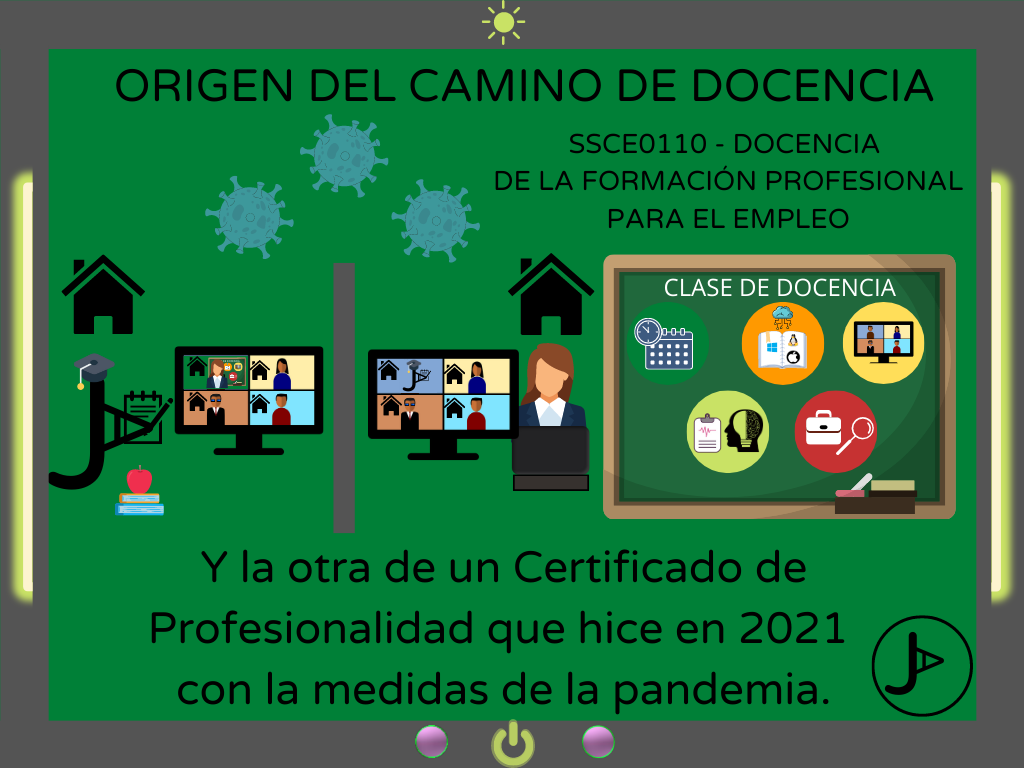 ORIGEN DEL CAMINO DE DOCENCIA
SSCE0110 - DOCENCIA
DE LA FORMACIÓN PROFESIONAL
PARA EL EMPLEO
CLASE DE DOCENCIA
Y la otra de un Certificado de
Profesionalidad que hice en 2021
con la medidas de la pandemia.